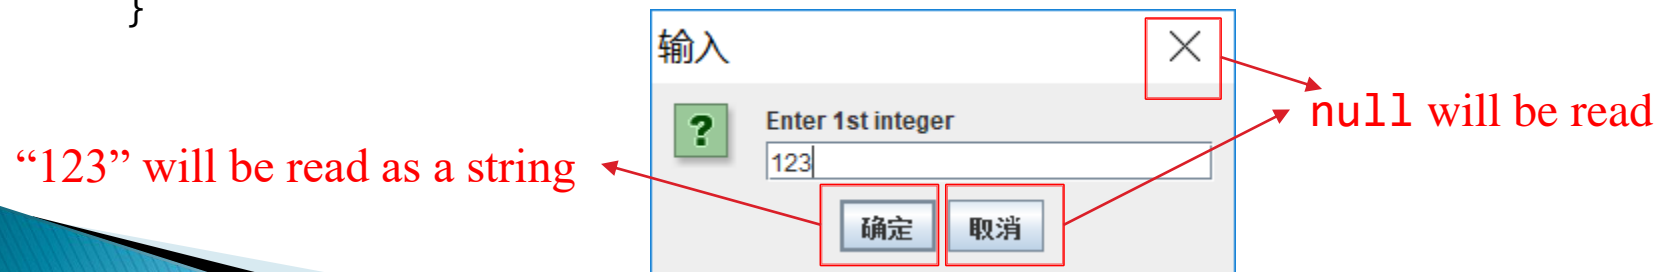 }
输入
Enter 1st integer
null will be read
123
“123” will be read as a string
确定
取消